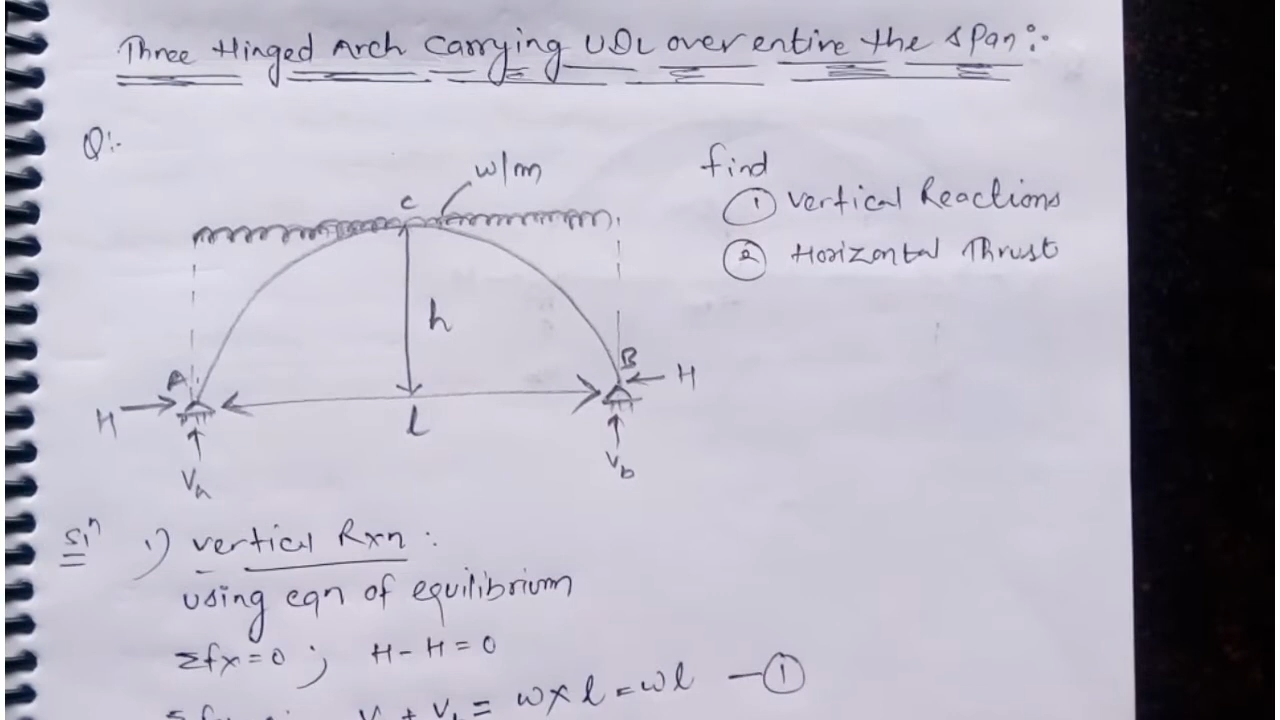 Three Hinged Arch Carrying UDL over entire the span:-
Q:-
w/m
find
① vertical Reactions
② Horizontal Thrust
C
h
A
B
H
H
l
Va
Vb
Sln 1) vertical Rxn :
using eqn of equilibrium
Σfx = 0 ; H - H = 0
= w x l = wl — ①